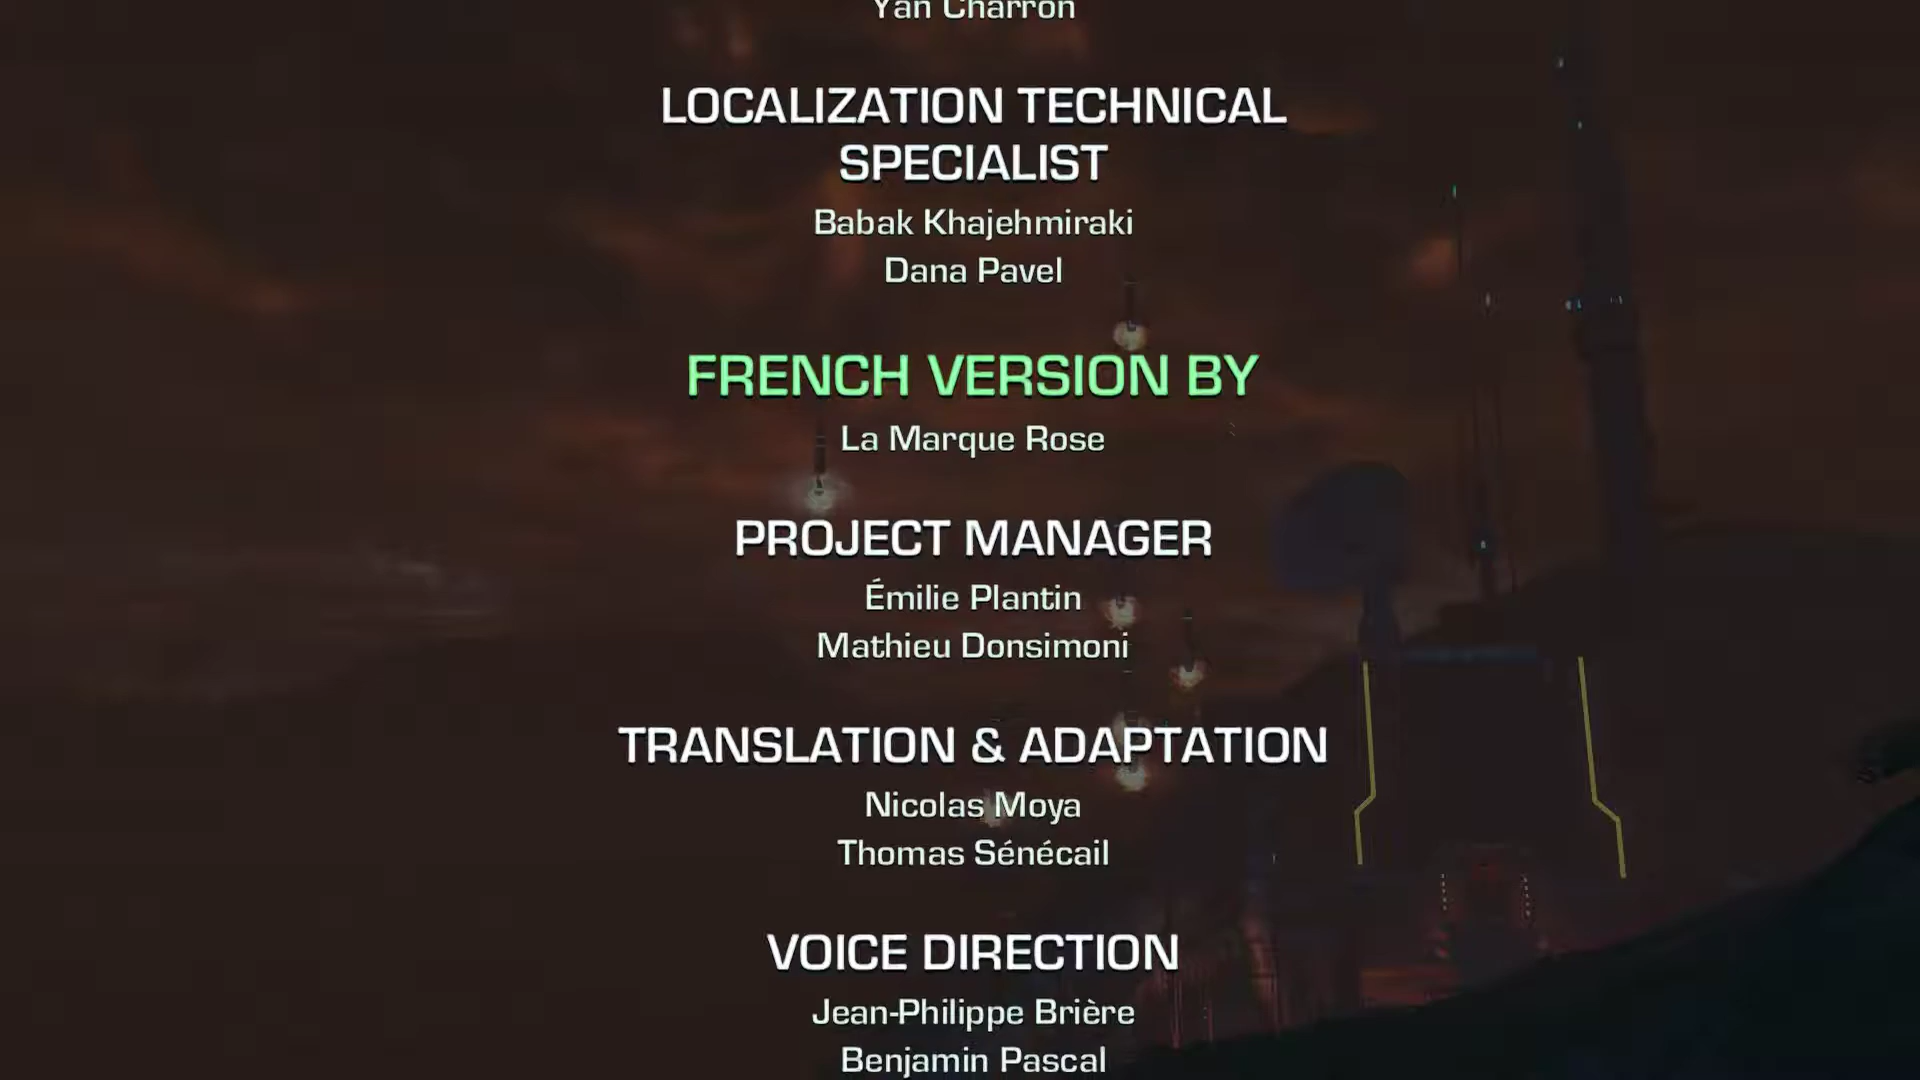 Yan Charron
LOCALIZATION TECHNICAL
SPECIALIST
Babak Khajehmiraki
Dana Pavel
FRENCH VERSION BY
La Marque Rose
PROJECT MANAGER
Émilie Plantin
Mathieu Donsimoni
TRANSLATION & ADAPTATION
Nicolas Moya
Thomas Sénécail
VOICE DIRECTION
Jean-Philippe Brière
Benjamin Pascal